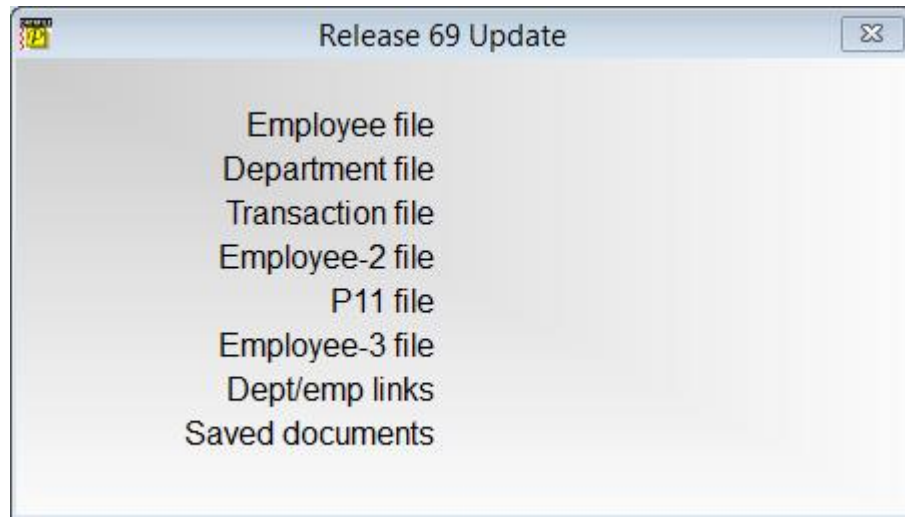 Release 69 Update
Employee file
Department file
Transaction file
Employee-2 file
P11 file
Employee-3 file
Dept/emp links
Saved documents